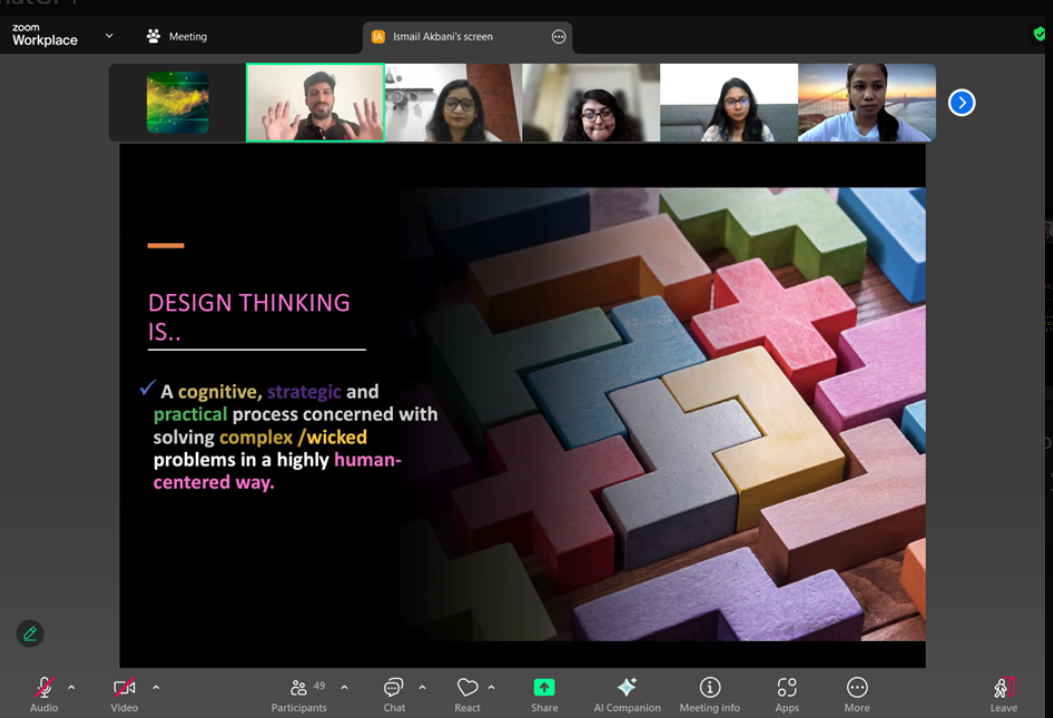 zoom
Workplace
Meeting
IA Ismail Akbani's screen
DESIGN THINKING
IS..
A cognitive, strategic and
practical process concerned with
solving complex /wicked
problems in a highly human-
centered way.
Audio
Video
49
Participants
Chat
React
Share
AI Companion
Meeting info
Apps
More
Leave